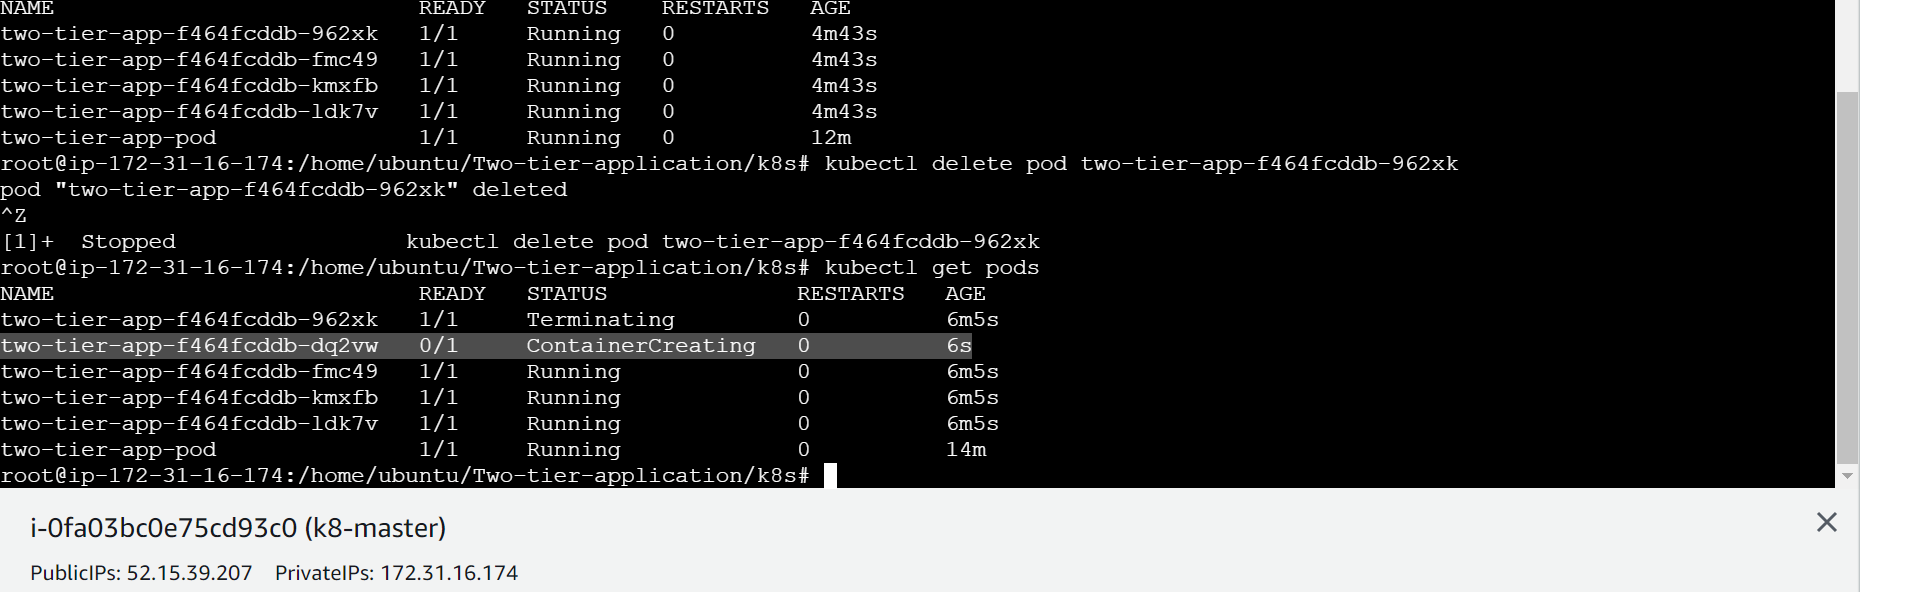 NAME                           READY   STATUS    RESTARTS   AGE
two-tier-app-f464fcddb-962xk   1/1     Running   0          4m43s
two-tier-app-f464fcddb-fmc49   1/1     Running   0          4m43s
two-tier-app-f464fcddb-kmxfb   1/1     Running   0          4m43s
two-tier-app-f464fcddb-ldk7v   1/1     Running   0          4m43s
two-tier-app-pod               1/1     Running   0          12m
root@ip-172-31-16-174:/home/ubuntu/Two-tier-application/k8s# kubectl delete pod two-tier-app-f464fcddb-962xk
pod "two-tier-app-f464fcddb-962xk" deleted
^Z
[1]+  Stopped                 kubectl delete pod two-tier-app-f464fcddb-962xk
root@ip-172-31-16-174:/home/ubuntu/Two-tier-application/k8s# kubectl get pods
NAME                           READY   STATUS              RESTARTS   AGE
two-tier-app-f464fcddb-962xk   1/1     Terminating         0          6m5s
two-tier-app-f464fcddb-dq2vw   0/1     ContainerCreating   0          6s
two-tier-app-f464fcddb-fmc49   1/1     Running             0          6m5s
two-tier-app-f464fcddb-kmxfb   1/1     Running             0          6m5s
two-tier-app-f464fcddb-ldk7v   1/1     Running             0          6m5s
two-tier-app-pod               1/1     Running             0          14m
root@ip-172-31-16-174:/home/ubuntu/Two-tier-application/k8s#
i-0fa03bc0e75cd93c0 (k8-master)
PublicIPs: 52.15.39.207    PrivateIPs: 172.31.16.174